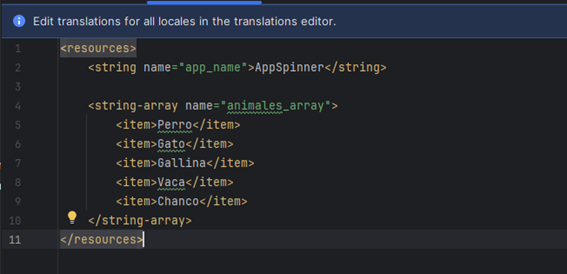 Edit translations for all locales in the translations editor.
1 <resources>
2 <string name="app_name">AppSpinner</string>
3
4 <string-array name="animales_array">
5 <item>Perro</item>
6 <item>Gato</item>
7 <item>Gallina</item>
8 <item>Vaca</item>
9 <item>Chanco</item>
10 </string-array>
11 </resources>